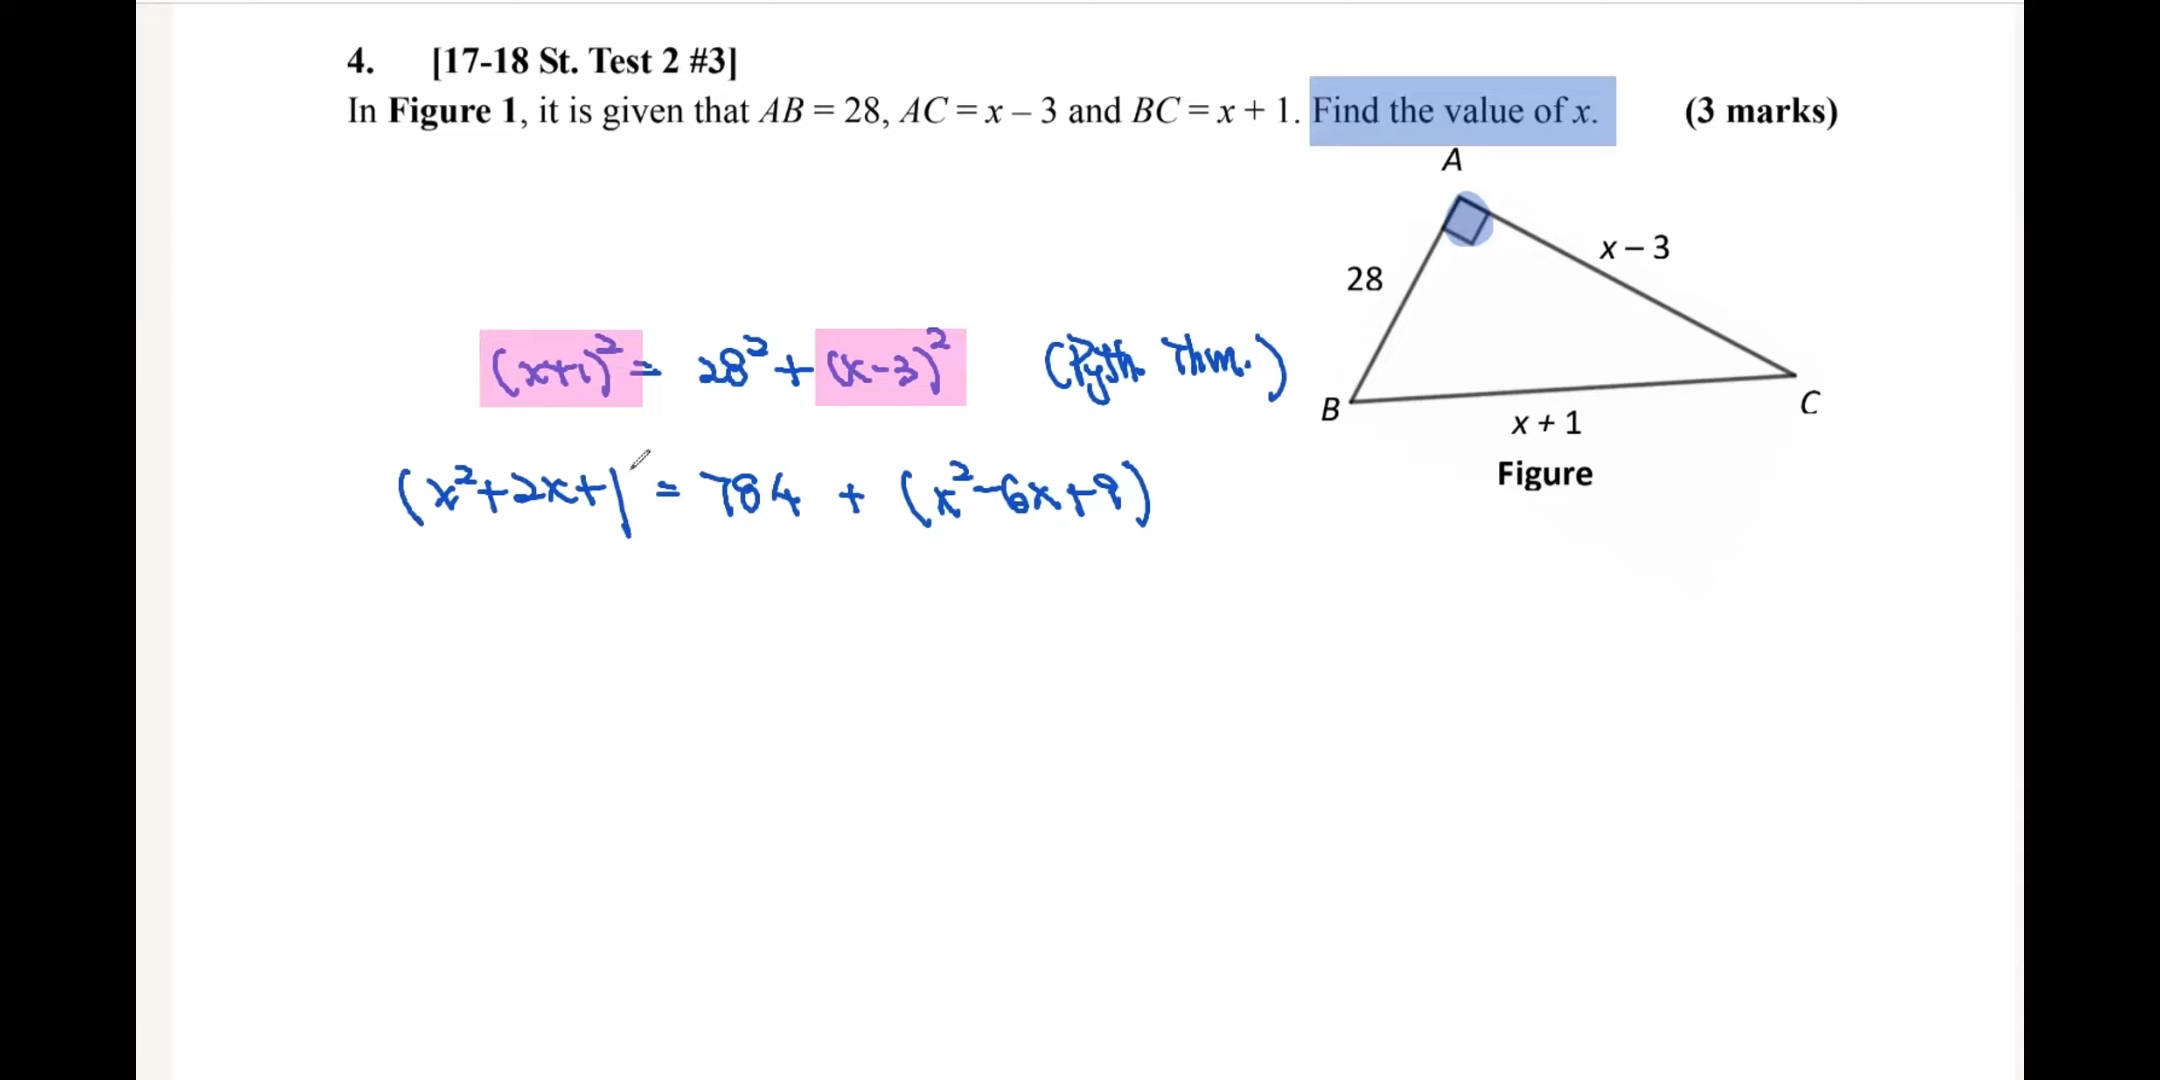 4. [17-18 St. Test 2 #3]
In Figure 1, it is given that AB = 28, AC = x – 3 and BC = x + 1. Find the value of x. (3 marks)
A
x – 3
28
B
C
x + 1
Figure
(x+1)² = 28² + (x-3)² (Pyth. Thm.)
(x²+2x+1) = 784 + (x²-6x+9)